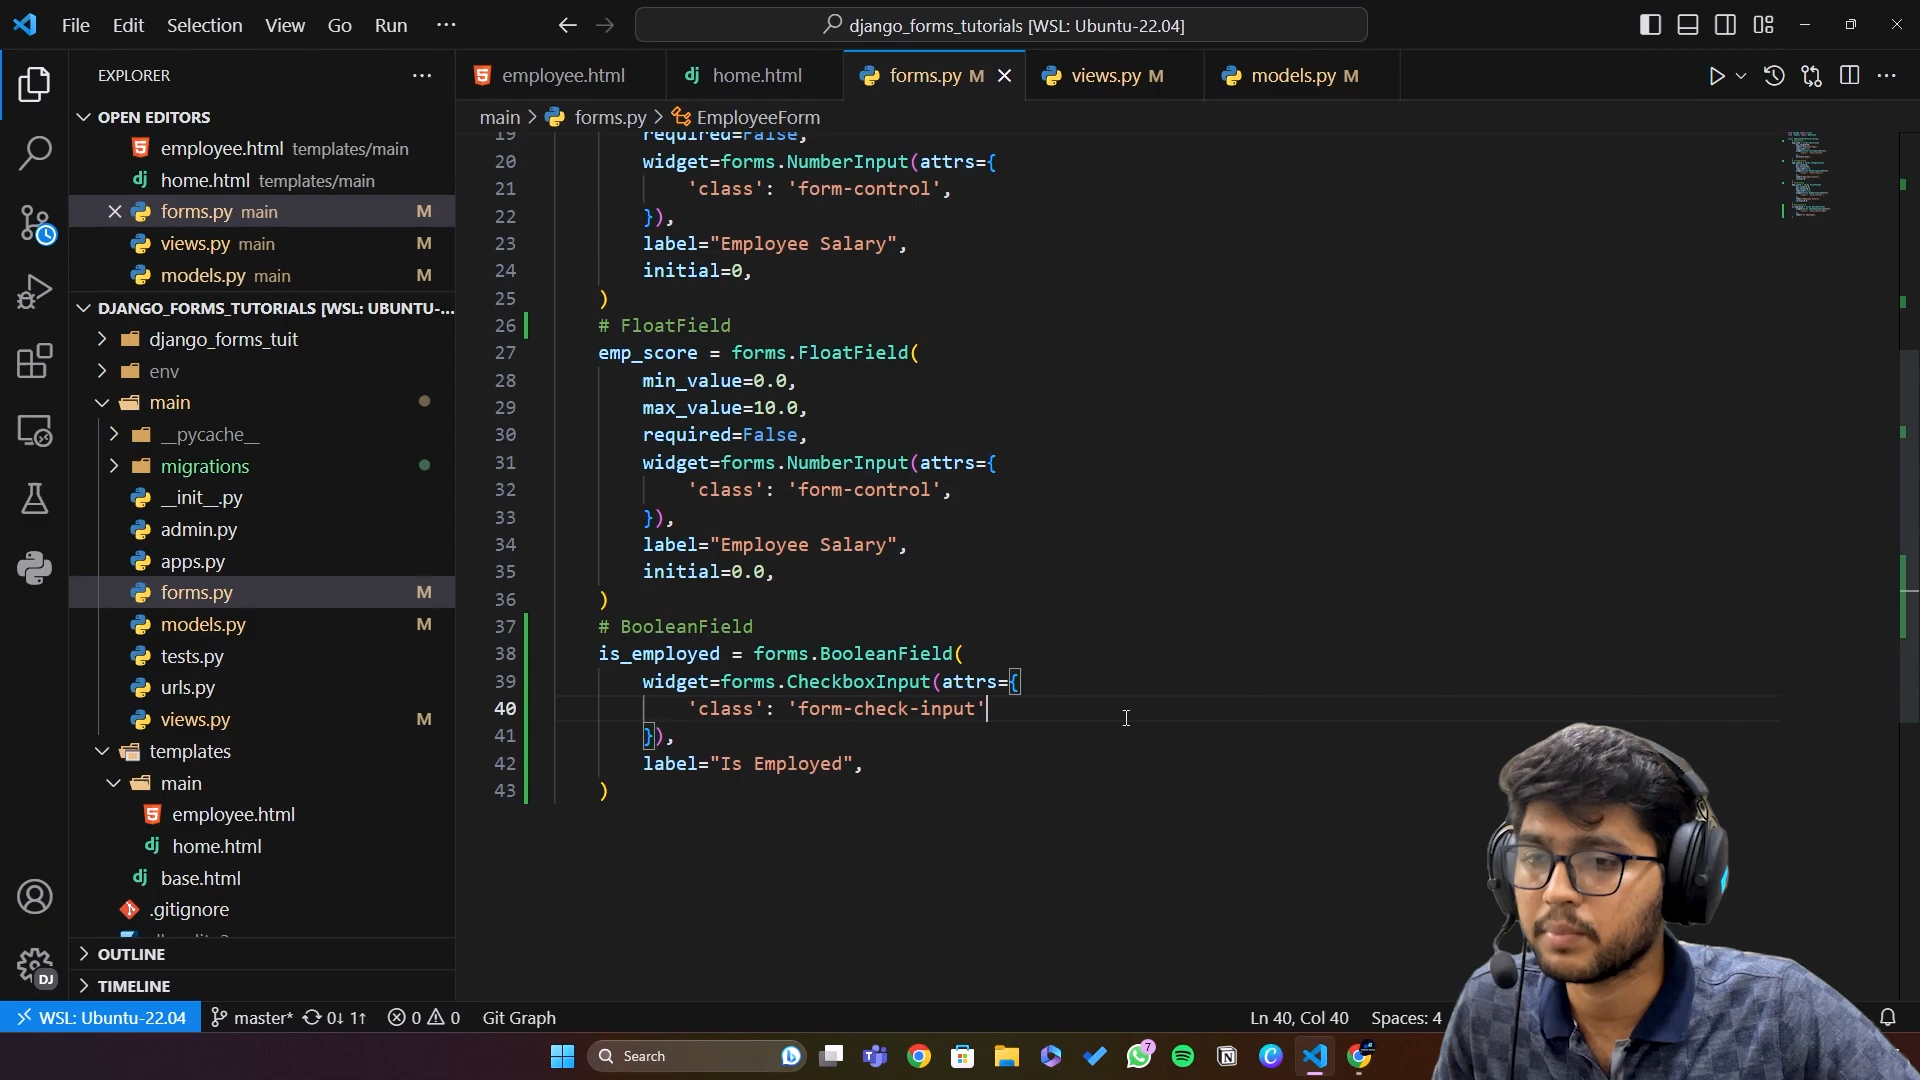 File Edit Selection View Go Run ···
django_forms_tutorials [WSL: Ubuntu-22.04]
EXPLORER
OPEN EDITORS
employee.html templates/main
home.html templates/main
forms.py main M
views.py main M
models.py main M
DJANGO_FORMS_TUTORIALS [WSL: UBUNTU-...
django_forms_tuit
env
main
__pycache__
migrations
__init__.py
admin.py
apps.py
forms.py M
models.py M
tests.py
urls.py
views.py M
templates
main
employee.html
home.html
base.html
.gitignore
OUTLINE
TIMELINE
DJ
employee.html
home.html
forms.py M
views.py M
models.py M
main > forms.py > EmployeeForm
19 required=False,
20 widget=forms.NumberInput(attrs={
21 'class': 'form-control',
22 }),
23 label="Employee Salary",
24 initial=0,
25 )
26 # FloatField
27 emp_score = forms.FloatField(
28 min_value=0.0,
29 max_value=10.0,
30 required=False,
31 widget=forms.NumberInput(attrs={
32 'class': 'form-control',
33 }),
34 label="Employee Salary",
35 initial=0.0,
36 )
37 # BooleanField
38 is_employed = forms.BooleanField(
39 widget=forms.CheckboxInput(attrs={
40 'class': 'form-check-input'
41 }),
42 label="Is Employed",
43 )
WSL: Ubuntu-22.04 master* 0↓ 1↑ 0 0 Git Graph
Ln 40, Col 40 Spaces: 4
Search
7